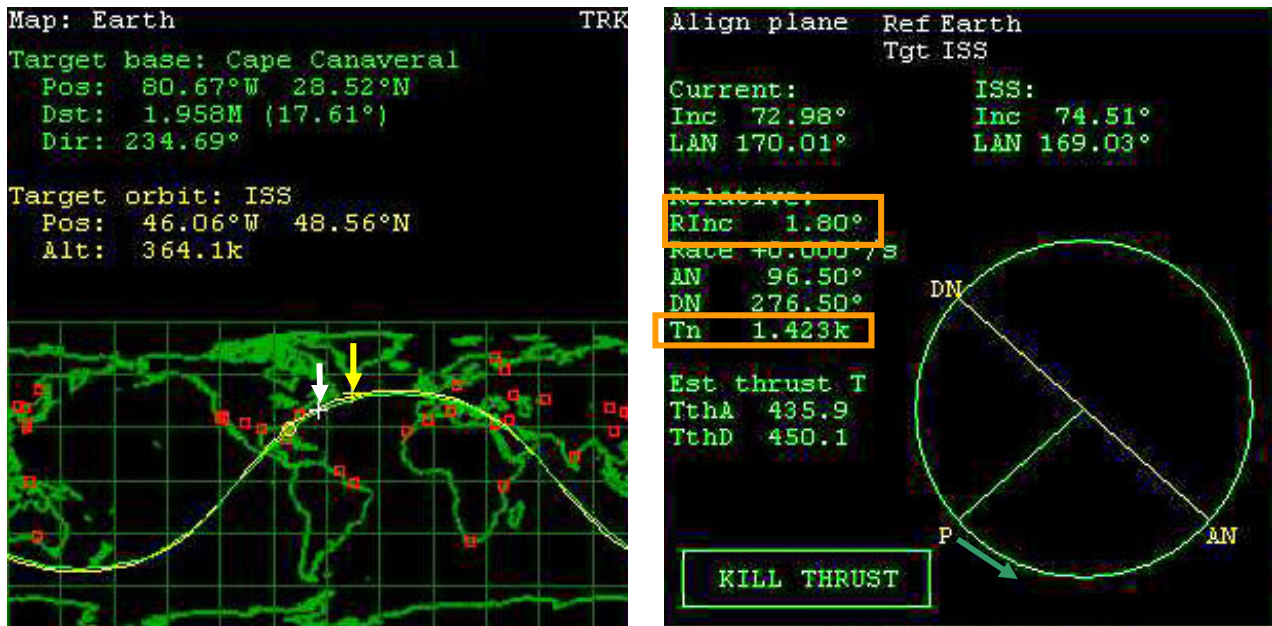 Map: Earth TRK
Target base: Cape Canaveral
Pos: 80.67°W 28.52°N
Dst: 1.958M (17.61°)
Dir: 234.69°
Target orbit: ISS
Pos: 46.06°W 48.56°N
Alt: 364.1k
Align plane Ref Earth
Tgt ISS
Current: ISS:
Inc 72.98° Inc 74.51°
LAN 170.01° LAN 169.03°
Relative:
RInc 1.80°
Rate +0.000°/s
AN 96.50°
DN 276.50°
Tn 1.423k
Est thrust T
TthA 435.9
TthD 450.1
DN
P
AN
KILL THRUST